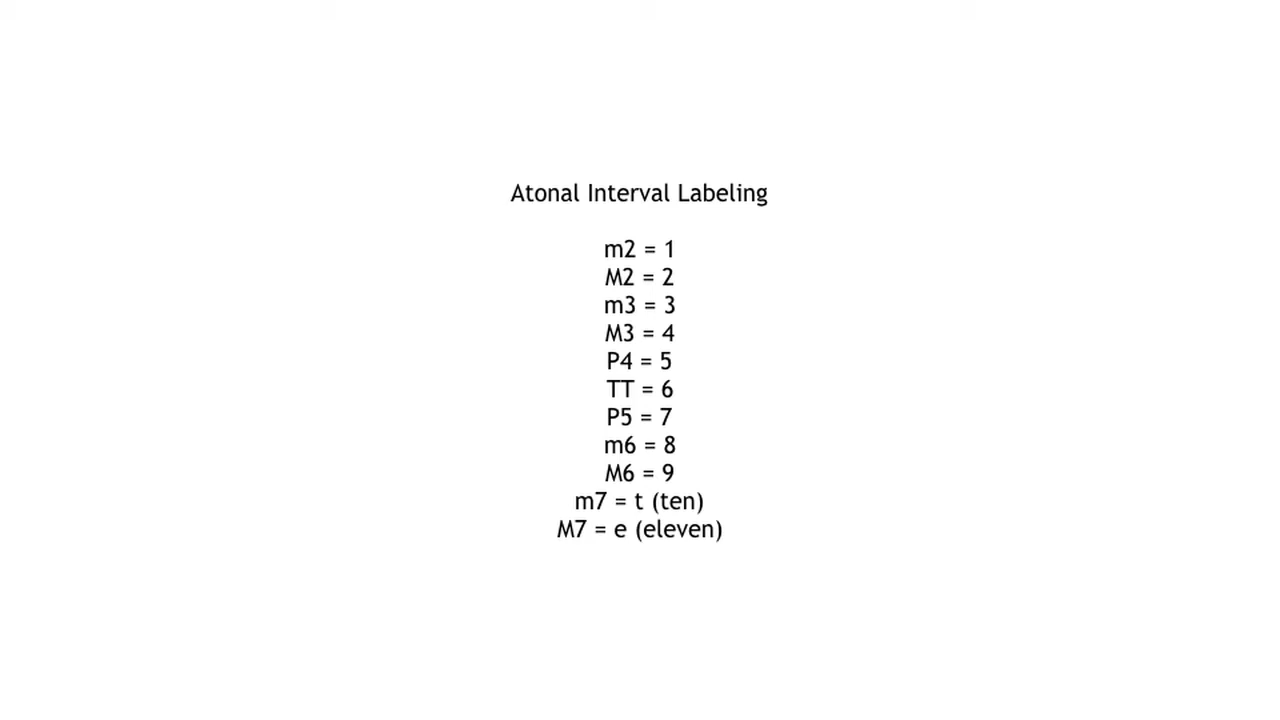 Atonal Interval Labeling
m2 = 1
M2 = 2
m3 = 3
M3 = 4
P4 = 5
TT = 6
P5 = 7
m6 = 8
M6 = 9
m7 = t (ten)
M7 = e (eleven)